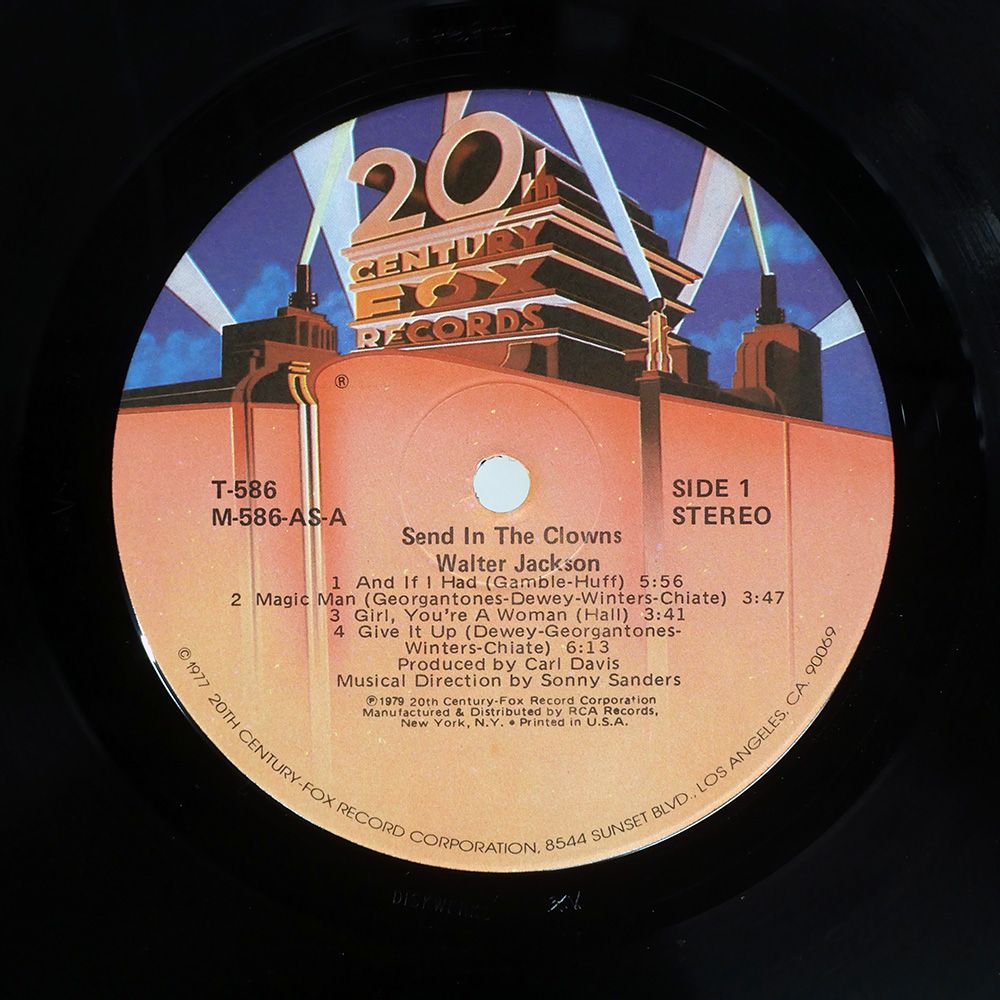 20th
CENTURY
FOX
RECORDS
®
T-586
M-586-AS-A
SIDE 1
STEREO
Send In The Clowns
Walter Jackson
1 And If I Had (Gamble-Huff) 5:56
2 Magic Man (Georgantones-Dewey-Winters-Chiate) 3:47
3 Girl, You're A Woman (Hall) 3:41
4 Give It Up (Dewey-Georgantones-
Winters-Chiate) 6:13
Produced by Carl Davis
Musical Direction by Sonny Sanders
℗1979 20th Century-Fox Record Corporation
Manufactured & Distributed by RCA Records,
New York, N.Y. • Printed in U.S.A.
© 1977 20TH CENTURY-FOX RECORD CORPORATION, 8544 SUNSET BLVD., LOS ANGELES, CA. 90069